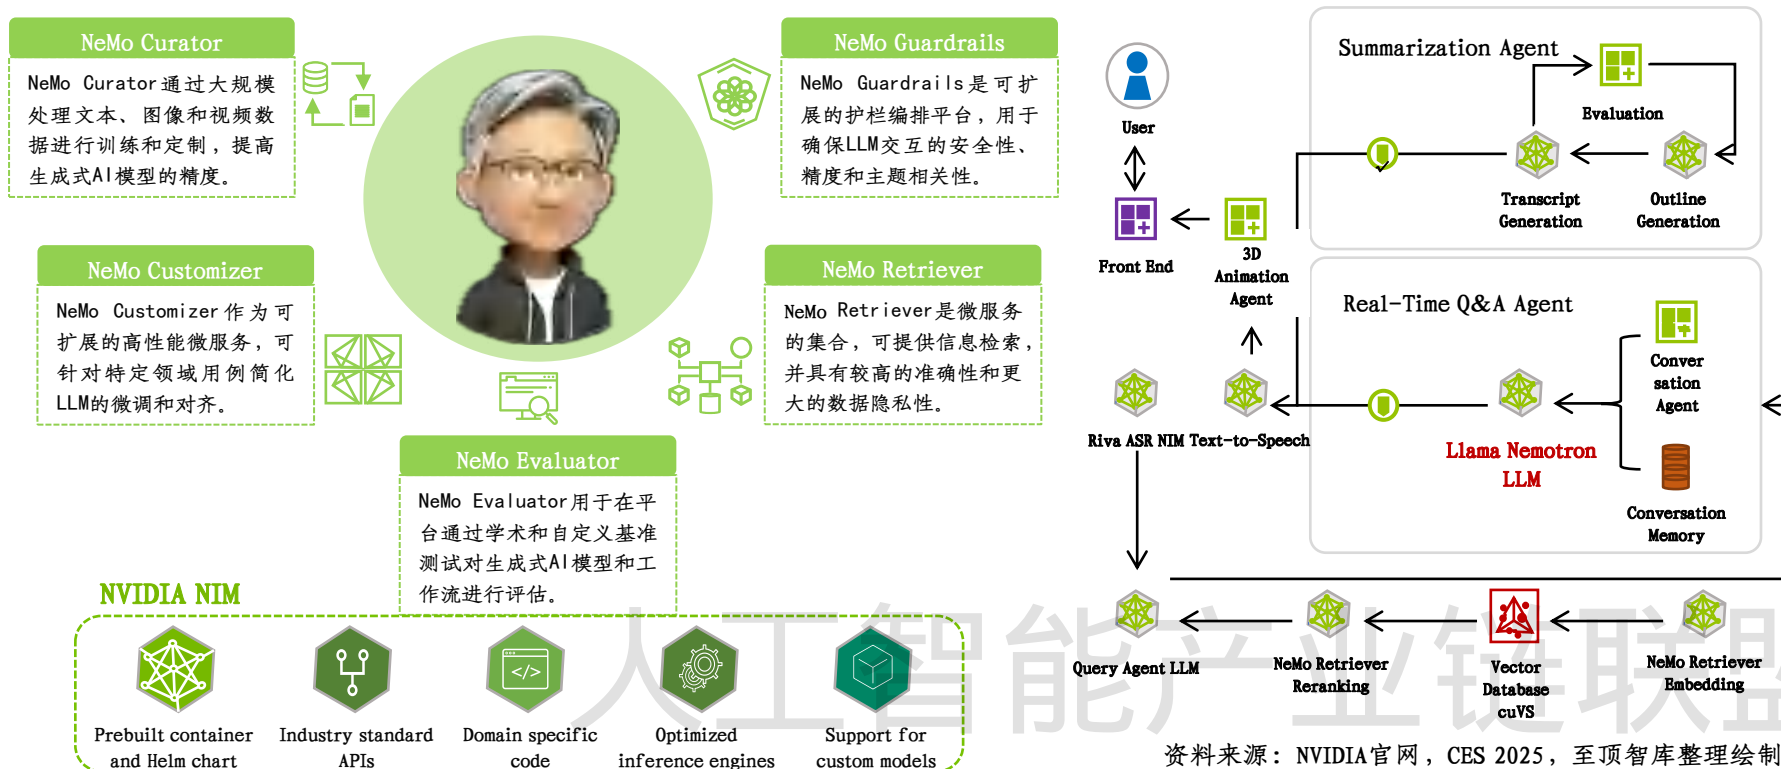 NeMo Curator
NeMo Curator通过大规模
处理文本、图像和视频数
据进行训练和定制，提高
生成式AI模型的精度。
NeMo Guardrails
NeMo Guardrails是可扩
展的护栏编排平台，用于
确保LLM交互的安全性、
精度和主题相关性。
NeMo Customizer
NeMo Customizer作为可
扩展的高性能微服务，可
针对特定领域用例简化
LLM的微调和对齐。
NeMo Retriever
NeMo Retriever是微服务
的集合，可提供信息检索，
并具有较高的准确性和更
大的数据隐私性。
NeMo Evaluator
NeMo Evaluator用于在平
台通过学术和自定义基准
测试对生成式AI模型和工
作流进行评估。
NVIDIA NIM
Prebuilt container
and Helm chart
Industry standard
APIs
Domain specific
code
Optimized
inference engines
Support for
custom models
User
Front End
3D
Animation
Agent
Riva ASR NIM
Text-to-Speech
Summarization Agent
Evaluation
Transcript
Generation
Outline
Generation
Real-Time Q&A Agent
Conver
sation
Agent
Llama Nemotron
LLM
Conversation
Memory
Query Agent LLM
NeMo Retriever
Reranking
Vector
Database
cuVS
NeMo Retriever
Embedding
人工智能产业链联盟
资料来源：NVIDIA官网，CES 2025，至顶智库整理绘制